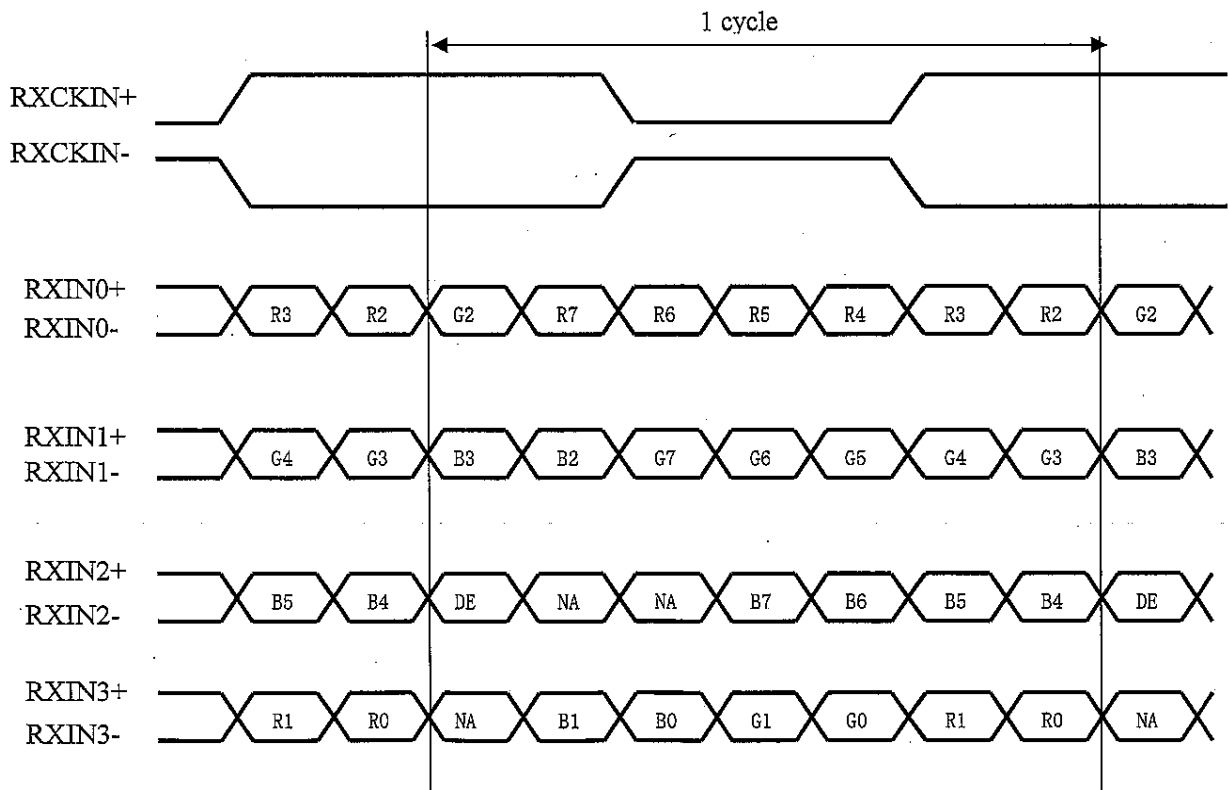 1 cycle
RXCKIN+
RXCKIN-
RXIN0+
RXIN0-
R3 R2 G2 R7 R6 R5 R4 R3 R2 G2
RXIN1+
RXIN1-
G4 G3 B3 B2 G7 G6 G5 G4 G3 B3
RXIN2+
RXIN2-
B5 B4 DE NA NA B7 B6 B5 B4 DE
RXIN3+
RXIN3-
R1 R0 NA B1 B0 G1 G0 R1 R0 NA